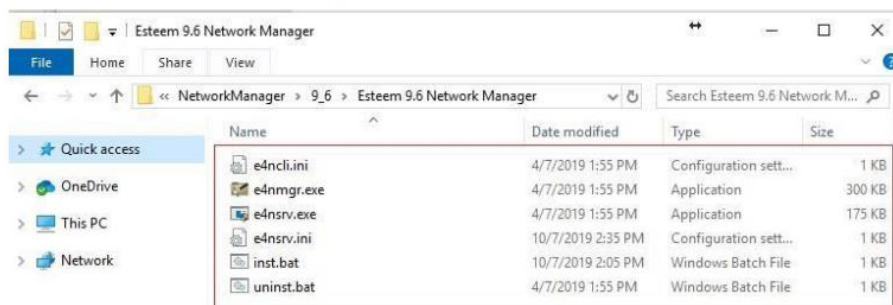 Esteem 9.6 Network Manager
File Home Share View
« NetworkManager > 9_6 > Esteem 9.6 Network Manager
Search Esteem 9.6 Network M...
Name Date modified Type Size
Quick access
OneDrive
This PC
Network
e4ncli.ini 4/7/2019 1:55 PM Configuration sett... 1 KB
e4nmgr.exe 4/7/2019 1:55 PM Application 300 KB
e4nsrv.exe 4/7/2019 1:55 PM Application 175 KB
e4nsrv.ini 10/7/2019 2:35 PM Configuration sett... 1 KB
inst.bat 10/7/2019 2:05 PM Windows Batch File 1 KB
uninst.bat 4/7/2019 1:55 PM Windows Batch File 1 KB